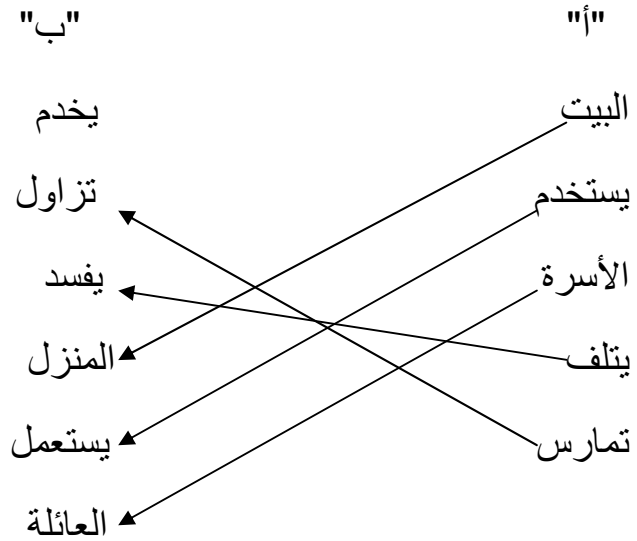 "أ" "ب"
البيت يخدم
يستخدم تزاول
الأسرة يفسد
يتلف المنزل
تمارس يستعمل
العائلة